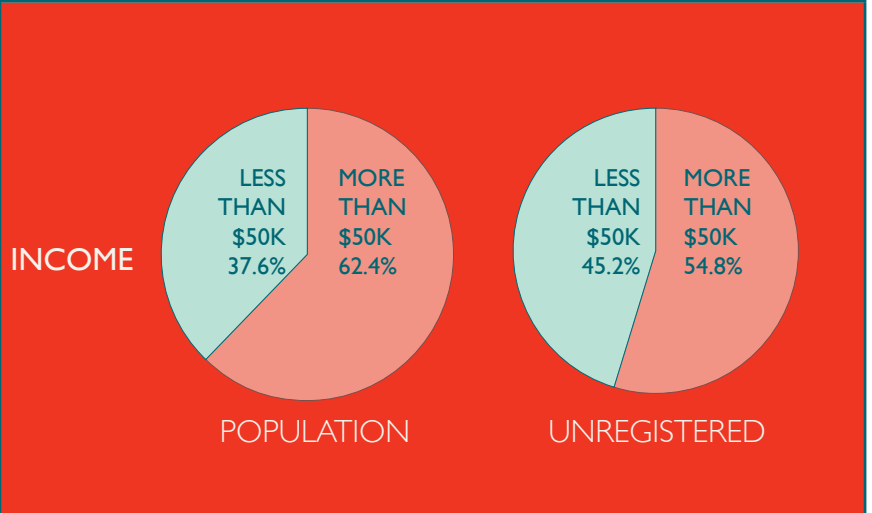 INCOME
LESS
THAN
$50K
37.6%
MORE
THAN
$50K
62.4%
POPULATION
LESS
THAN
$50K
45.2%
MORE
THAN
$50K
54.8%
UNREGISTERED